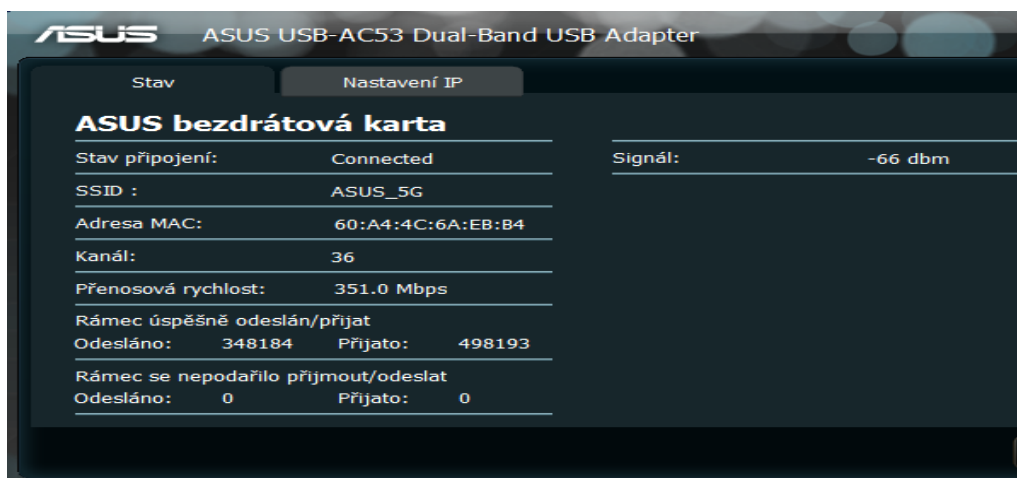 ASUS ASUS USB-AC53 Dual-Band USB Adapter
Stav Nastavení IP
ASUS bezdrátová karta
Stav připojení: Connected Signál: -66 dbm
SSID : ASUS_5G
Adresa MAC: 60:A4:4C:6A:EB:B4
Kanál: 36
Přenosová rychlost: 351.0 Mbps
Rámec úspěšně odeslán/přijat
Odesláno: 348184 Přijato: 498193
Rámec se nepodařilo přijmout/odeslat
Odesláno: 0 Přijato: 0